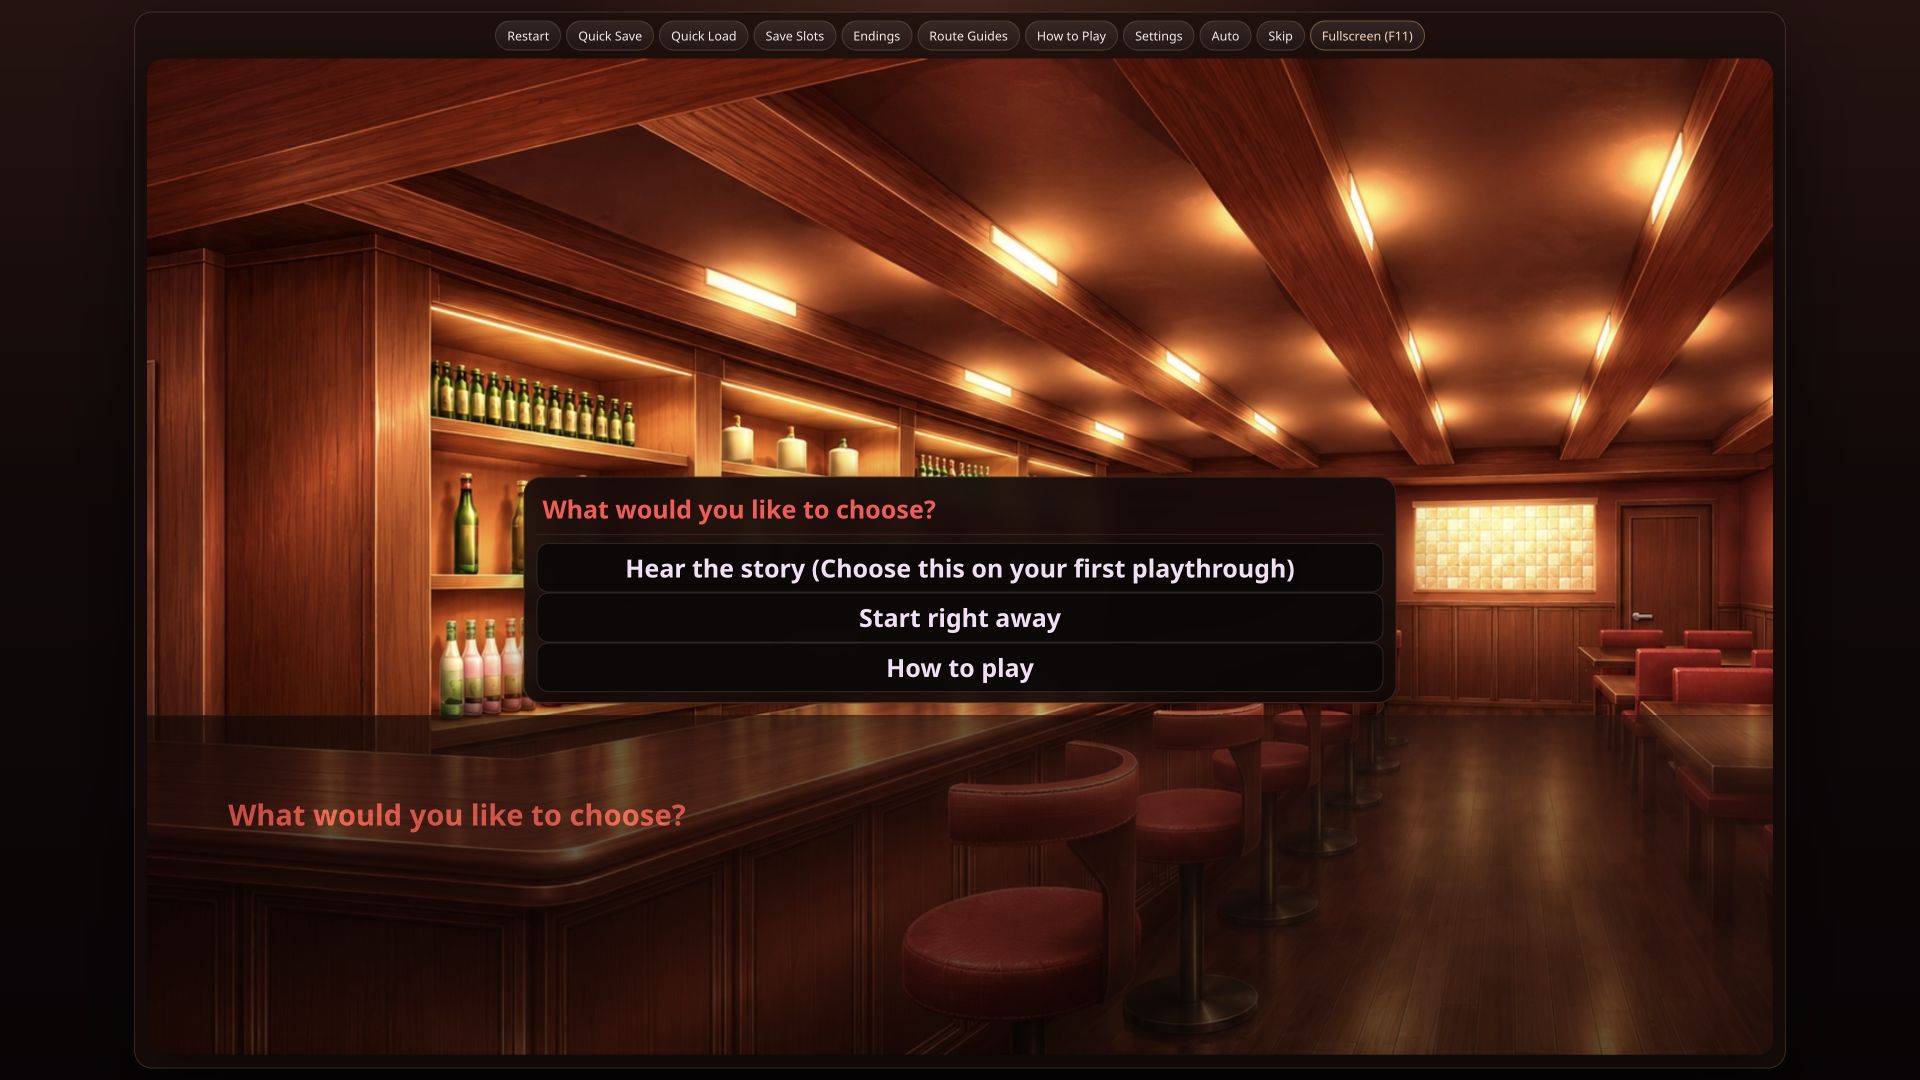 Restart Quick Save Quick Load Save Slots Endings Route Guides How to Play Settings Auto Skip Fullscreen (F11)
What would you like to choose?
Hear the story (Choose this on your first playthrough)
Start right away
How to play
What would you like to choose?